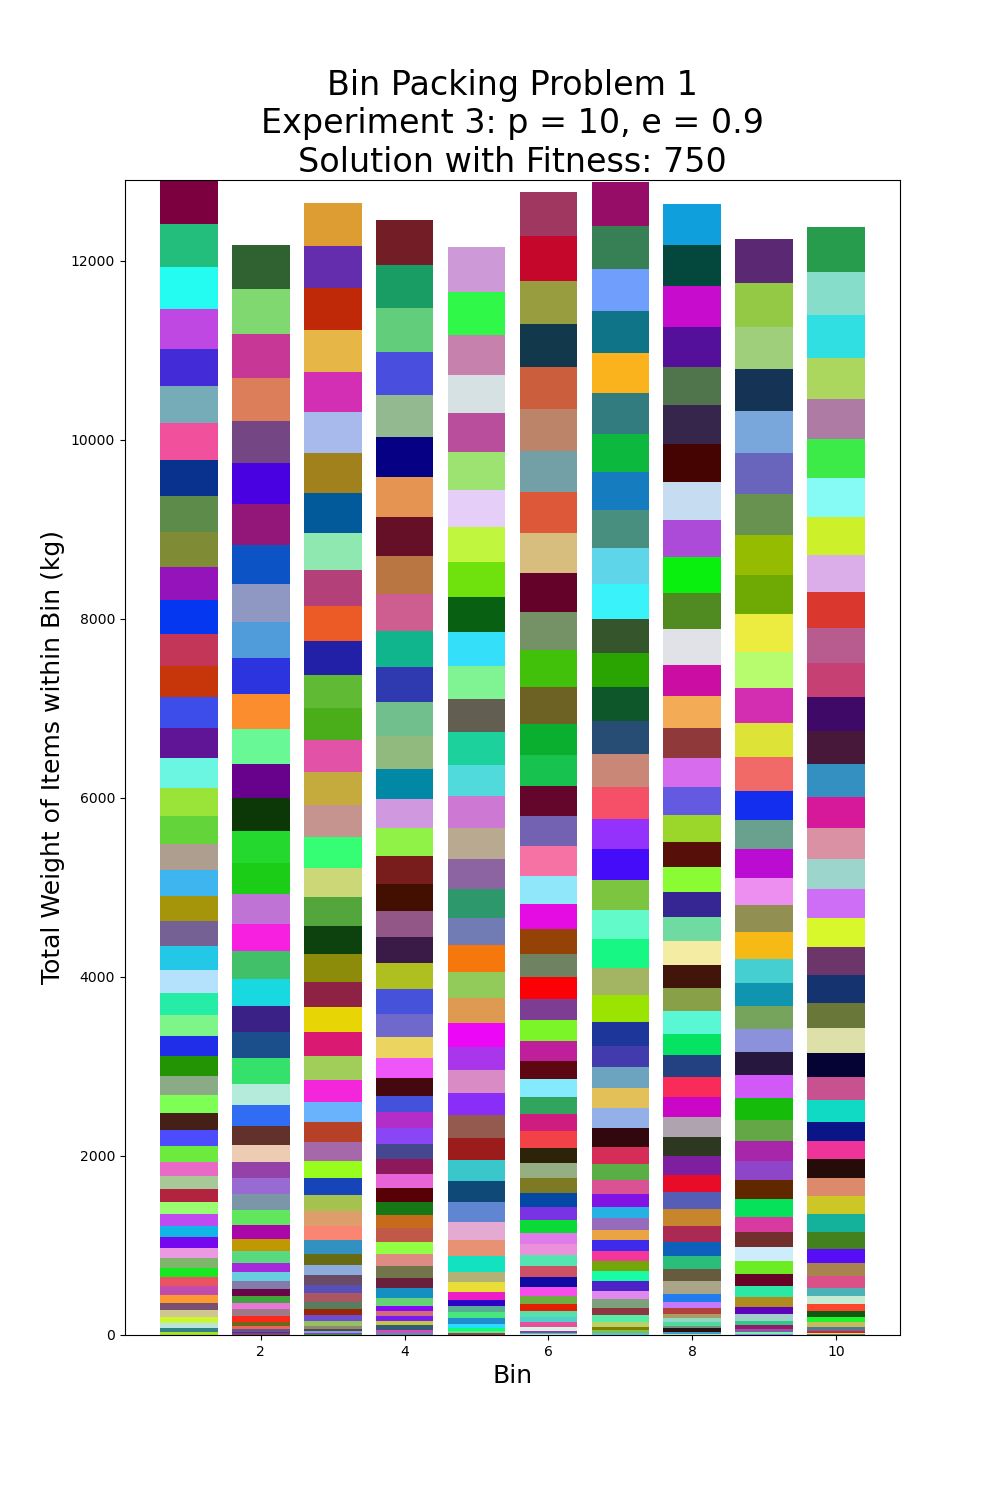 Bin Packing Problem 1
Experiment 3: p = 10, e = 0.9
Solution with Fitness: 750
Total Weight of Items within Bin (kg)
12000
10000
8000
6000
4000
2000
0
2 4 6 8 10
Bin